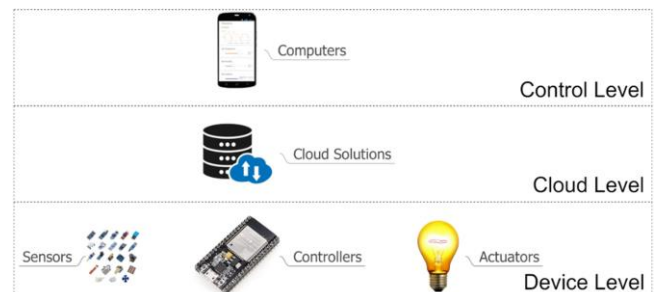 Computers
Control Level
Cloud Solutions
Cloud Level
Sensors
Controllers
Actuators
Device Level